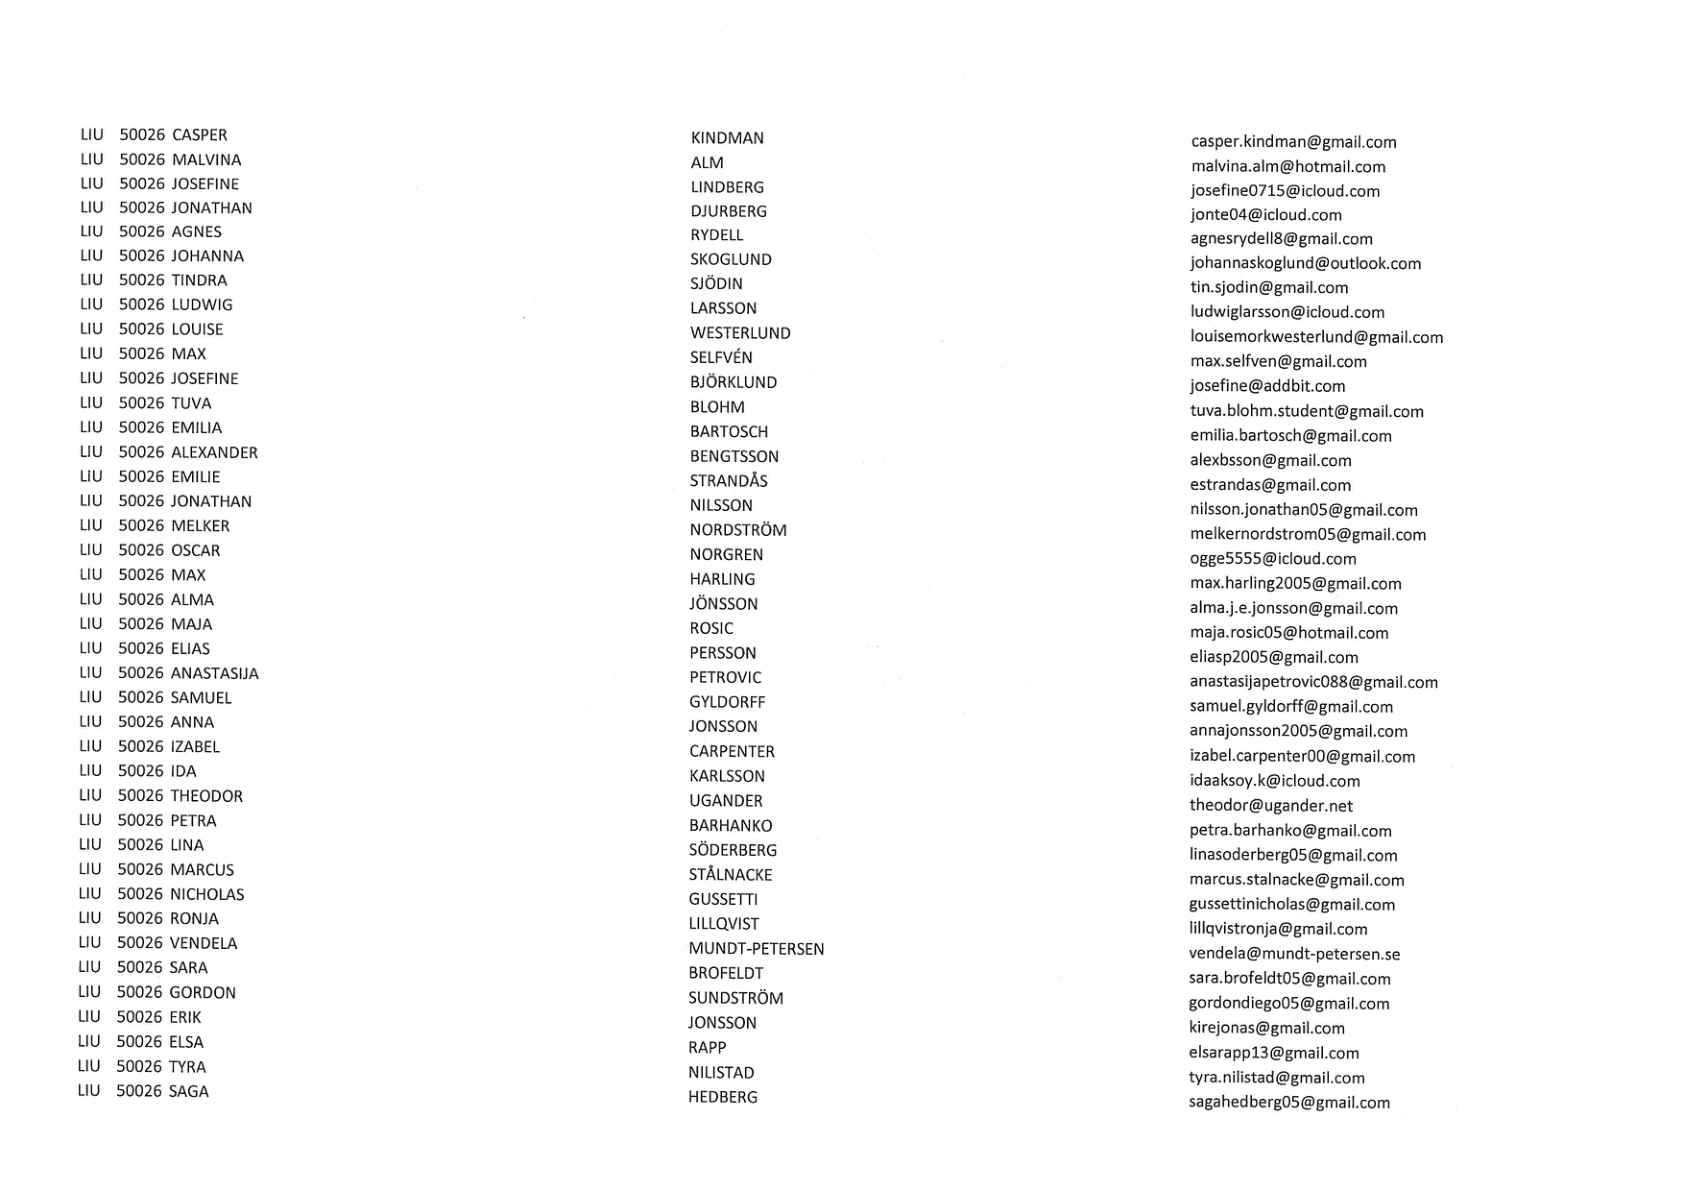 LIU 50026 CASPER KINDMAN casper.kindman@gmail.com
LIU 50026 MALVINA ALM malvina.alm@hotmail.com
LIU 50026 JOSEFINE LINDBERG josefine0715@icloud.com
LIU 50026 JONATHAN DJURBERG jonte04@icloud.com
LIU 50026 AGNES RYDELL agnesrydell8@gmail.com
LIU 50026 JOHANNA SKOGLUND johannaskoglund@outlook.com
LIU 50026 TINDRA SJÖDIN tin.sjodin@gmail.com
LIU 50026 LUDWIG LARSSON ludwiglarsson@icloud.com
LIU 50026 LOUISE WESTERLUND louisemorkwesterlund@gmail.com
LIU 50026 MAX SELFVÉN max.selfven@gmail.com
LIU 50026 JOSEFINE BJÖRKLUND josefine@addbit.com
LIU 50026 TUVA BLOHM tuva.blohm.student@gmail.com
LIU 50026 EMILIA BARTOSCH emilia.bartosch@gmail.com
LIU 50026 ALEXANDER BENGTSSON alexbsson@gmail.com
LIU 50026 EMILIE STRANDÅS estrandas@gmail.com
LIU 50026 JONATHAN NILSSON nilsson.jonathan05@gmail.com
LIU 50026 MELKER NORDSTRÖM melkernordstrom05@gmail.com
LIU 50026 OSCAR NORGREN ogge5555@icloud.com
LIU 50026 MAX HARLING max.harling2005@gmail.com
LIU 50026 ALMA JÖNSSON alma.j.e.jonsson@gmail.com
LIU 50026 MAJA ROSIC maja.rosic05@hotmail.com
LIU 50026 ELIAS PERSSON eliasp2005@gmail.com
LIU 50026 ANASTASIJA PETROVIC anastasijapetrovic088@gmail.com
LIU 50026 SAMUEL GYLDORFF samuel.gyldorff@gmail.com
LIU 50026 ANNA JONSSON annajonsson2005@gmail.com
LIU 50026 IZABEL CARPENTER izabel.carpenter00@gmail.com
LIU 50026 IDA KARLSSON idaaksoy.k@icloud.com
LIU 50026 THEODOR UGANDER theodor@ugander.net
LIU 50026 PETRA BARHANKO petra.barhanko@gmail.com
LIU 50026 LINA SÖDERBERG linasoderberg05@gmail.com
LIU 50026 MARCUS STÅLNACKE marcus.stalnacke@gmail.com
LIU 50026 NICHOLAS GUSSETTI gussettinicholas@gmail.com
LIU 50026 RONJA LILLQVIST lillqvistronja@gmail.com
LIU 50026 VENDELA MUNDT-PETERSEN vendela@mundt-petersen.se
LIU 50026 SARA BROFELDT sara.brofeldt05@gmail.com
LIU 50026 GORDON SUNDSTRÖM gordondiego05@gmail.com
LIU 50026 ERIK JONSSON kirejonas@gmail.com
LIU 50026 ELSA RAPP elsarapp13@gmail.com
LIU 50026 TYRA NILISTAD tyra.nilistad@gmail.com
LIU 50026 SAGA HEDBERG sagahedberg05@gmail.com